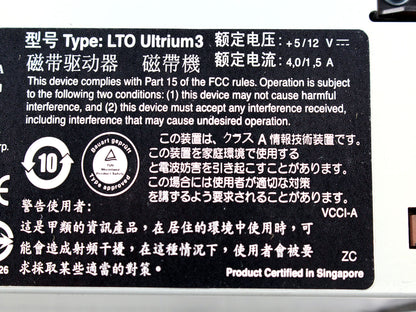 型号 Type: LTO Ultrium3 额定电压: +5/12 V
磁带驱动器 磁帶機 额定电流: 4,0/1,5 A
This device complies with Part 15 of the FCC rules. Operation is subject
to the following two conditions: (1) this device may not cause harmful
interference, and (2) this device must accept any interference received,
including interference that may cause undesired operation.
rp.
10
Bauart geprüft
Type approved
この装置は、クラス A 情報技術装置です。
この装置を家庭環境で使用する
と電波妨害を引き起こすことがあります。
この場合には使用者が適切な対策
を講ずるよう要求されることがあります。
VCCI-A
警告使用者:
這是甲類的資訊產品，在居住的環境中使用時，可
能會造成射頻干擾，在這種情況下，使用者會被要
求採取某些適當的對策。
ZC
26
Product Certified in Singapore